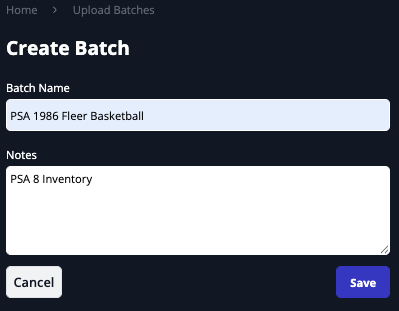 Home > Upload Batches
Create Batch
Batch Name
PSA 1986 Fleer Basketball
Notes
PSA 8 Inventory
Cancel Save